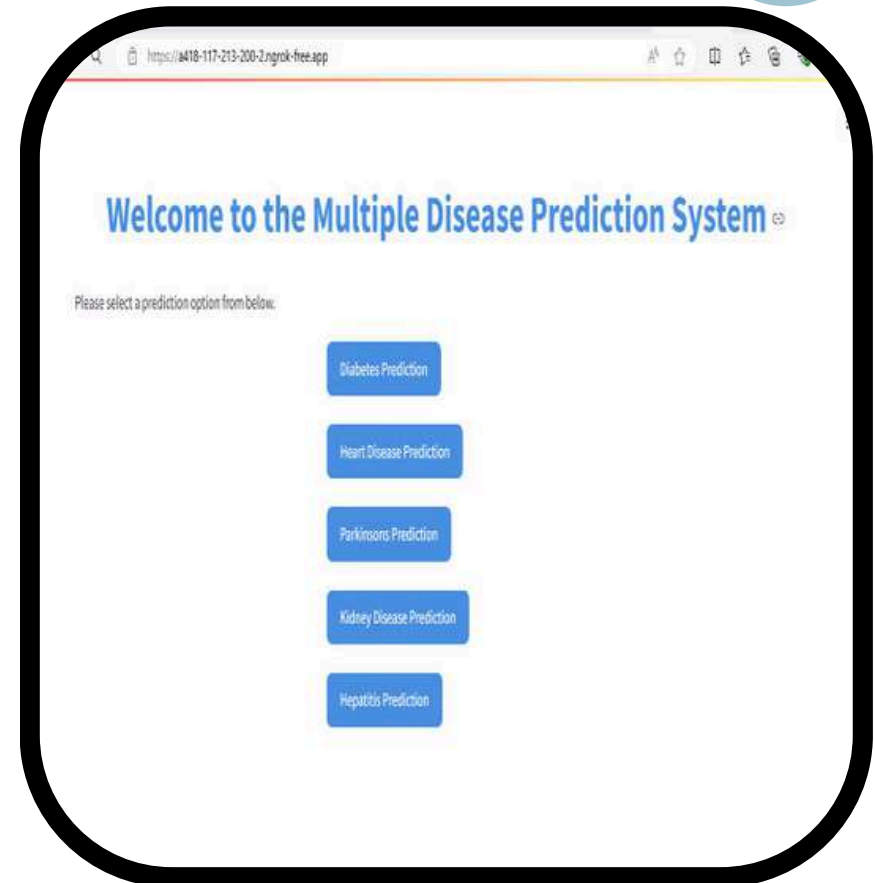 https://a418-117-213-200-2.ngrok-free.app
Welcome to the Multiple Disease Prediction System
Please select a prediction option from below.
Diabetes Prediction
Heart Disease Prediction
Parkinsons Prediction
Kidney Disease Prediction
Hepatitis Prediction